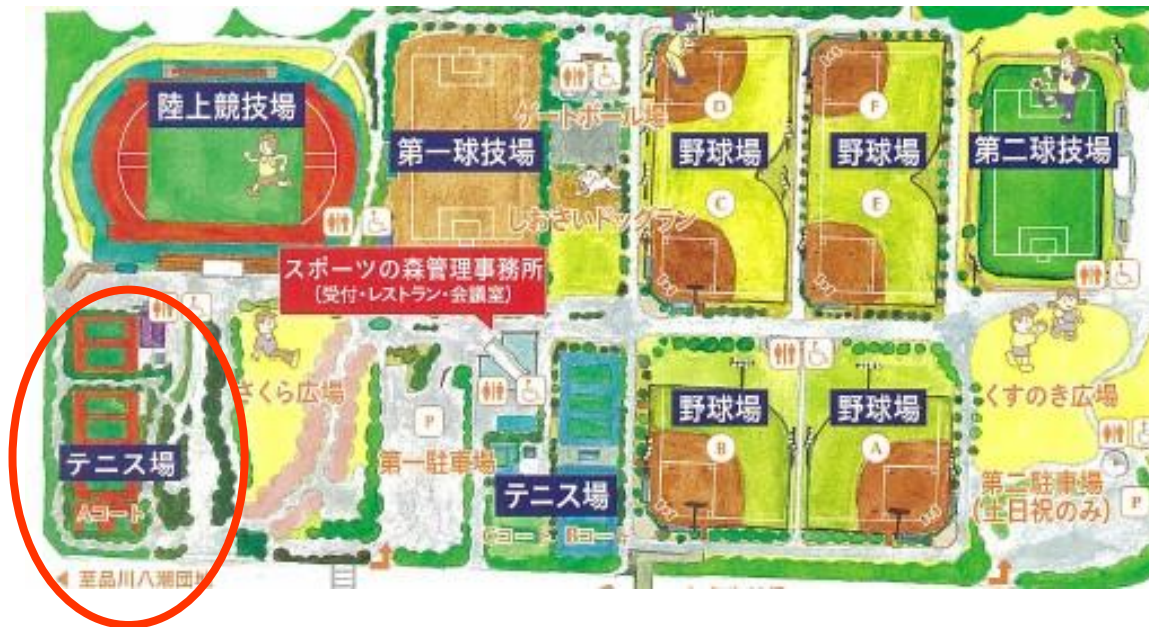 陸上競技場
第一球技場
ゲートボール場
D
F
野球場
野球場
第二球技場
C
E
しおさいドックラン
スポーツの森管理事務所
(受付・レストラン・会議室)
さくら広場
P
第一駐車場
野球場
野球場
B
A
くすのき広場
テニス場
Aコート
テニス場
Cコート
Bコート
第二駐車場
(土日祝のみ)
P
至品川八潮団地